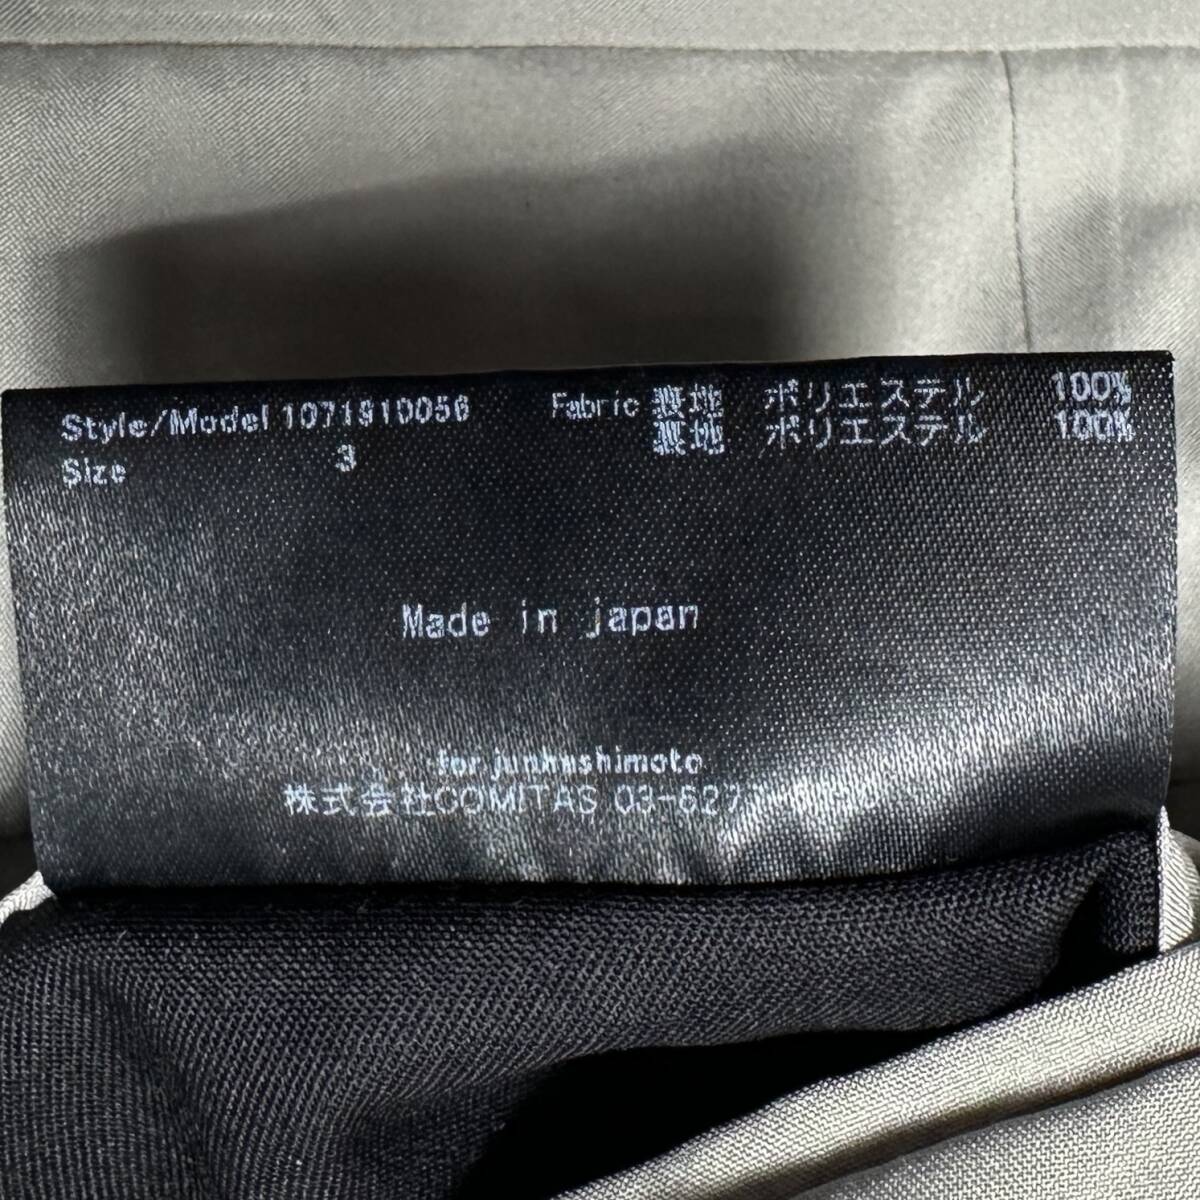 Style/Model 1071910056 Fabric 表地 ポリエステル 100%
Size 3 裏地 ポリエステル 100%
Made in japan
for junhashimoto
株式会社COMITAS